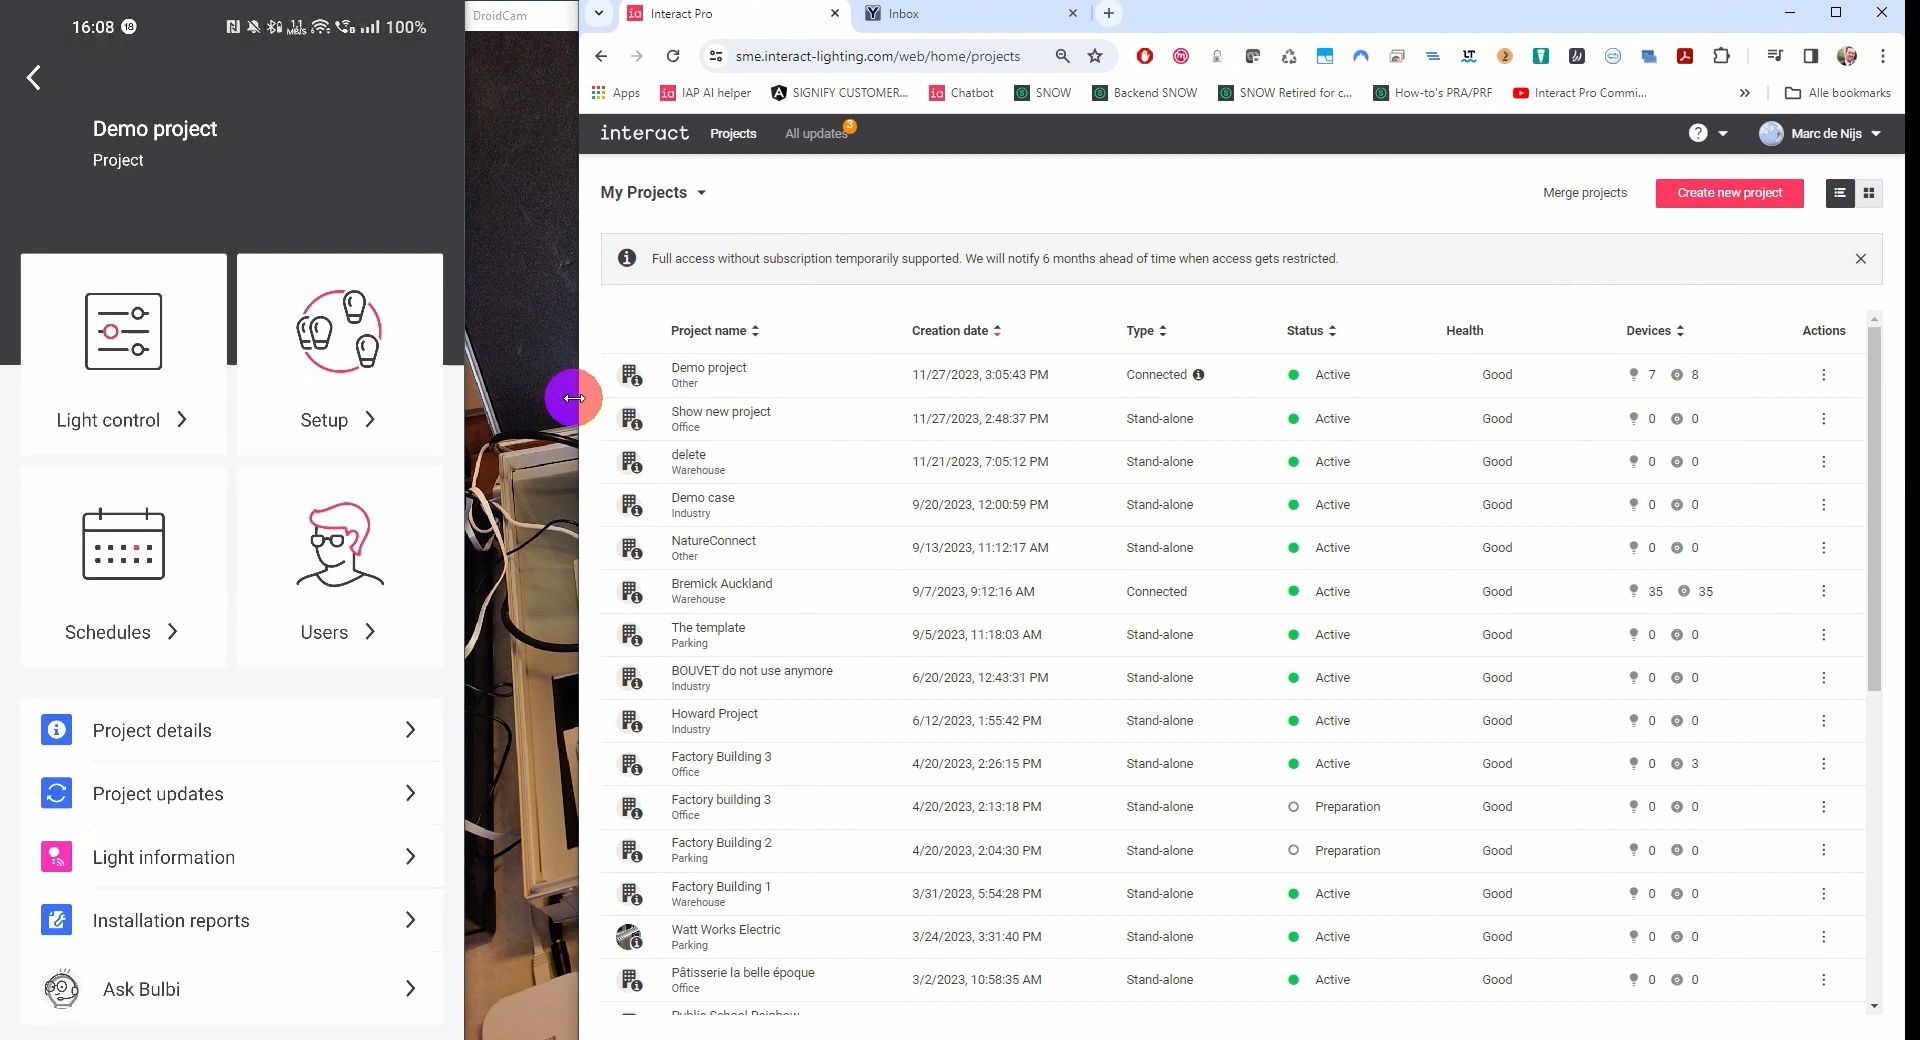 16:08 18 11 MB/S 100%
Demo project
Project
Light control
Setup
Schedules
Users
Project details
Project updates
Light information
Installation reports
Ask Bulbi
DroidCam
Interact Pro
Inbox
sme.interact-lighting.com/web/home/projects
Apps
IAP AI helper
SIGNIFY CUSTOMER...
Chatbot
SNOW
Backend SNOW
SNOW Retired for c...
How-to's PRA/PRF
Interact Pro Commi...
Alle bookmarks
interact Projects All updates 3 Marc de Nijs
My Projects
Merge projects
Create new project
Full access without subscription temporarily supported. We will notify 6 months ahead of time when access gets restricted.
Project name Creation date Type Status Health Devices Actions
Demo project 11/27/2023, 3:05:43 PM Connected Active Good 7 8
Other
Show new project 11/27/2023, 2:48:37 PM Stand-alone Active Good 0 0
Office
delete 11/21/2023, 7:05:12 PM Stand-alone Active Good 0 0
Warehouse
Demo case 9/20/2023, 12:00:59 PM Stand-alone Active Good 0 0
Industry
NatureConnect 9/13/2023, 11:12:17 AM Stand-alone Active Good 0 0
Other
Bremick Auckland 9/7/2023, 9:12:16 AM Connected Active Good 35 35
Warehouse
The template 9/5/2023, 11:18:03 AM Stand-alone Active Good 0 0
Parking
BOUVET do not use anymore 6/20/2023, 12:43:31 PM Stand-alone Active Good 0 0
Industry
Howard Project 6/12/2023, 1:55:42 PM Stand-alone Active Good 0 0
Industry
Factory Building 3 4/20/2023, 2:26:15 PM Stand-alone Active Good 0 3
Office
Factory building 3 4/20/2023, 2:13:18 PM Stand-alone Preparation Good 0 0
Office
Factory Building 2 4/20/2023, 2:04:30 PM Stand-alone Preparation Good 0 0
Parking
Factory Building 1 3/31/2023, 5:54:28 PM Stand-alone Active Good 0 0
Warehouse
Watt Works Electric 3/24/2023, 3:31:40 PM Stand-alone Active Good 0 0
Parking
Pâtisserie la belle époque 3/2/2023, 10:58:35 AM Stand-alone Active Good 0 0
Office